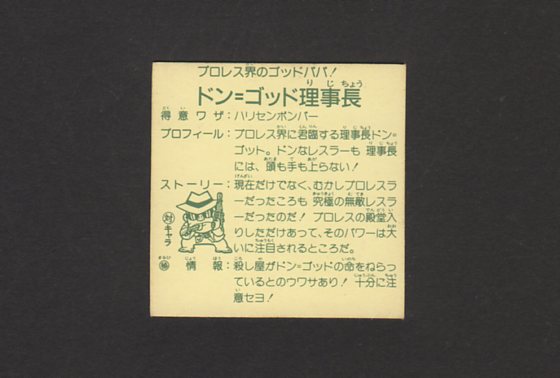 プロレス界のゴッドパパ!
ドン=ゴッド理事長
得意ワザ:ハリセンボンバー
プロフィール:プロレス界に君臨する理事長ドン=
ゴット。ドンなレスラーも 理事長
には、頭も手も上らない!
ストーリー:現在だけでなく、むかしプロレスラ
ーだったころも 究極の無敵レスラ
ーだったのだ! プロレスの殿堂入
りしただけあって、そのパワーは大
いに注目されるところだ。
対キャラ
㊙情報:殺し屋がドン=ゴッドの命をねらっ
ているとのウワサあり! 十分に注
意セヨ!